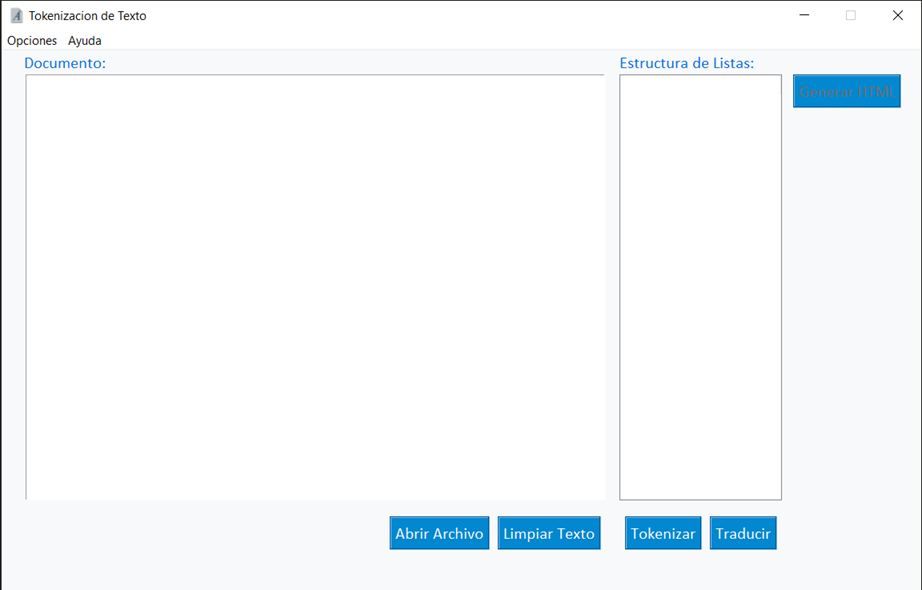 Tokenizacion de Texto
Opciones Ayuda
Documento:
Estructura de Listas:
Generar HTML
Abrir Archivo
Limpiar Texto
Tokenizar
Traducir